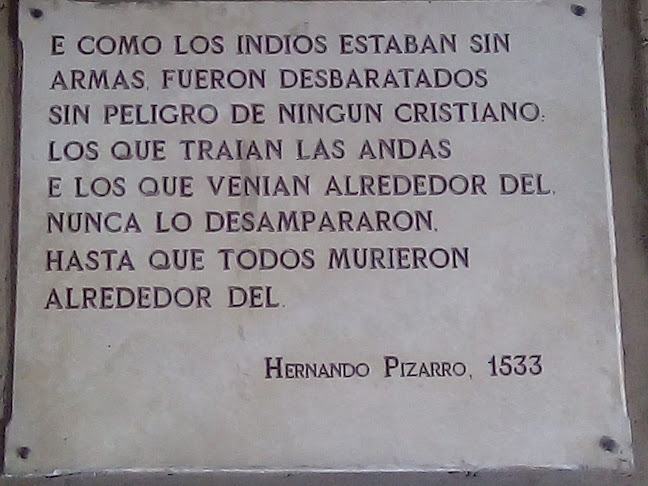 E COMO LOS INDIOS ESTABAN SIN
ARMAS, FUERON DESBARATADOS
SIN PELIGRO DE NINGUN CRISTIANO:
LOS QUE TRAIAN LAS ANDAS
E LOS QUE VENIAN ALREDEDOR DEL,
NUNCA LO DESAMPARARON,
HASTA QUE TODOS MURIERON
ALREDEDOR DEL.
HERNANDO PIZARRO, 1533